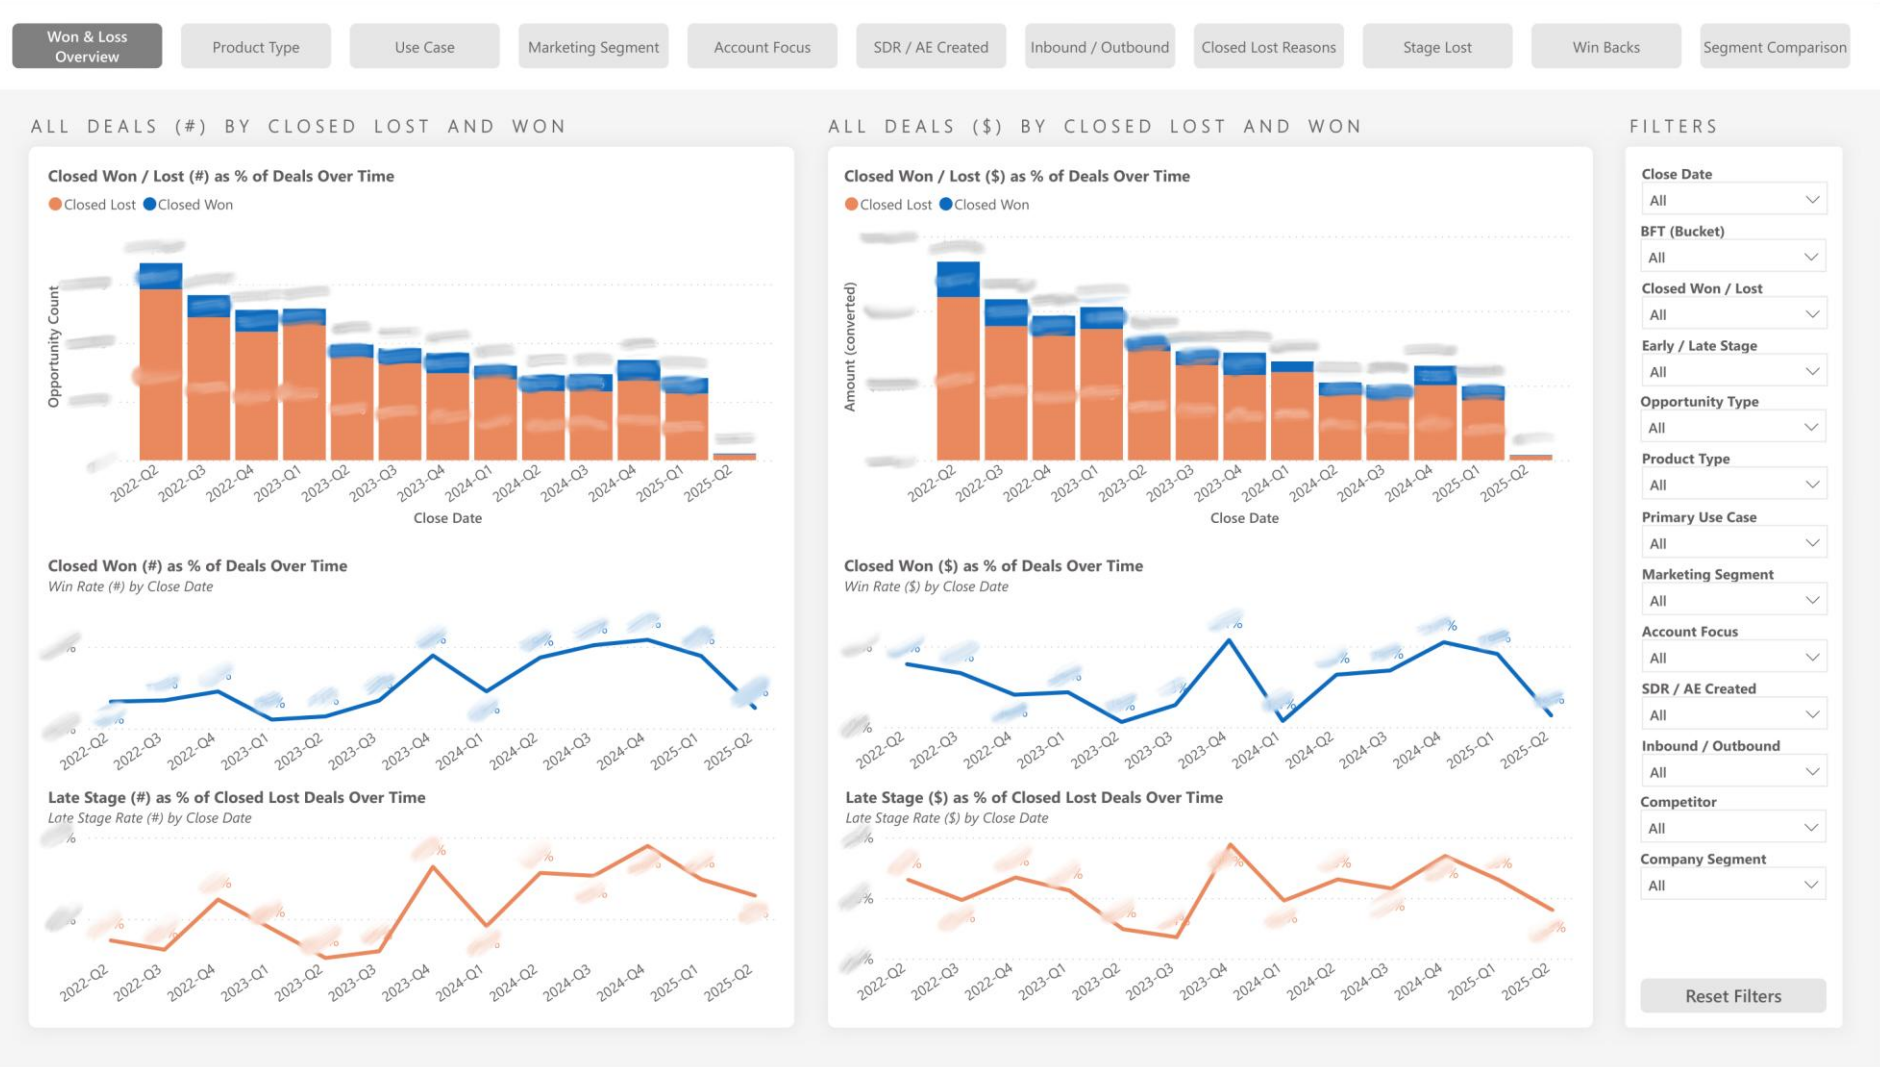 Won & Loss
Overview
Product Type
Use Case
Marketing Segment
Account Focus
SDR / AE Created
Inbound / Outbound
Closed Lost Reasons
Stage Lost
Win Backs
Segment Comparison
ALL DEALS (#) BY CLOSED LOST AND WON
Closed Won / Lost (#) as % of Deals Over Time
Closed Lost Closed Won
Opportunity Count
2022-Q2 2022-Q3 2022-Q4 2023-Q1 2023-Q2 2023-Q3 2023-Q4 2024-Q1 2024-Q2 2024-Q3 2024-Q4 2025-Q1 2025-Q2
Close Date
Closed Won (#) as % of Deals Over Time
Win Rate (#) by Close Date
2022-Q2 2022-Q3 2022-Q4 2023-Q1 2023-Q2 2023-Q3 2023-Q4 2024-Q1 2024-Q2 2024-Q3 2024-Q4 2025-Q1 2025-Q2
Late Stage (#) as % of Closed Lost Deals Over Time
Late Stage Rate (#) by Close Date
2022-Q2 2022-Q3 2022-Q4 2023-Q1 2023-Q2 2023-Q3 2023-Q4 2024-Q1 2024-Q2 2024-Q3 2024-Q4 2025-Q1 2025-Q2
ALL DEALS ($) BY CLOSED LOST AND WON
Closed Won / Lost ($) as % of Deals Over Time
Closed Lost Closed Won
Amount (converted)
2022-Q2 2022-Q3 2022-Q4 2023-Q1 2023-Q2 2023-Q3 2023-Q4 2024-Q1 2024-Q2 2024-Q3 2024-Q4 2025-Q1 2025-Q2
Close Date
Closed Won ($) as % of Deals Over Time
Win Rate ($) by Close Date
2022-Q2 2022-Q3 2022-Q4 2023-Q1 2023-Q2 2023-Q3 2023-Q4 2024-Q1 2024-Q2 2024-Q3 2024-Q4 2025-Q1 2025-Q2
Late Stage ($) as % of Closed Lost Deals Over Time
Late Stage Rate ($) by Close Date
2022-Q2 2022-Q3 2022-Q4 2023-Q1 2023-Q2 2023-Q3 2023-Q4 2024-Q1 2024-Q2 2024-Q3 2024-Q4 2025-Q1 2025-Q2
FILTERS
Close Date
All
BFT (Bucket)
All
Closed Won / Lost
All
Early / Late Stage
All
Opportunity Type
All
Product Type
All
Primary Use Case
All
Marketing Segment
All
Account Focus
All
SDR / AE Created
All
Inbound / Outbound
All
Competitor
All
Company Segment
All
Reset Filters